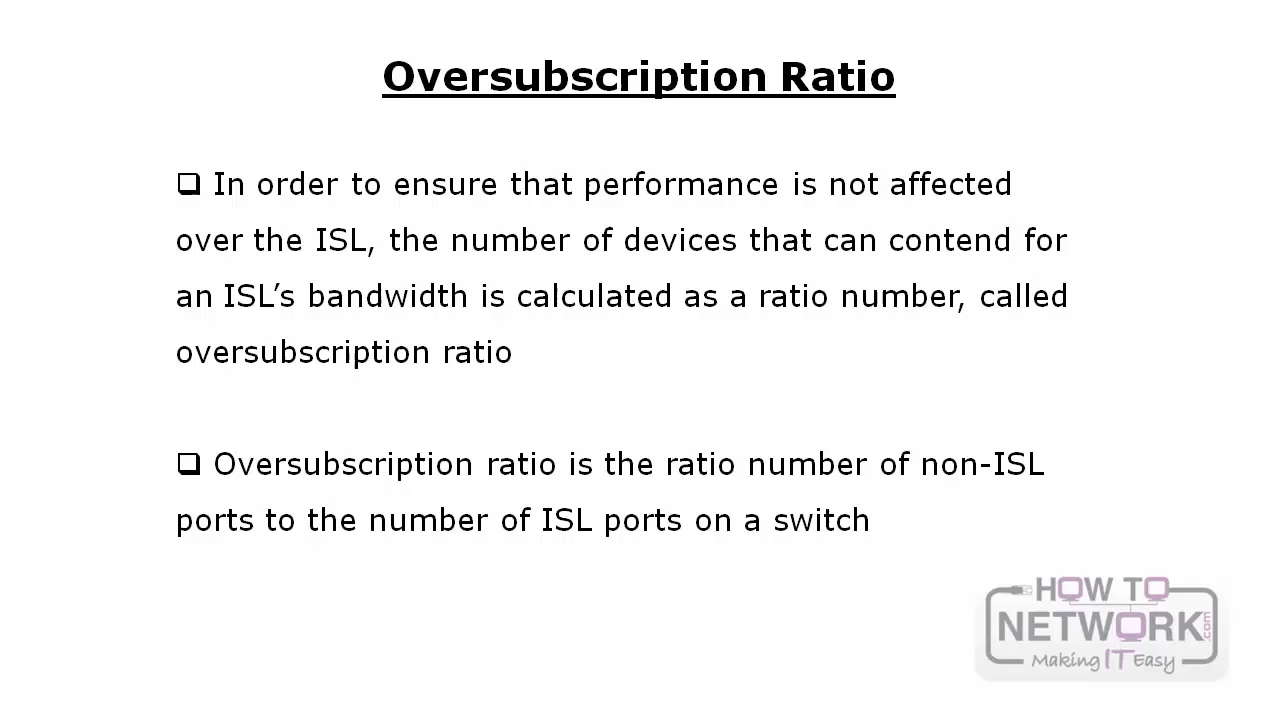 Oversubscription Ratio
❑ In order to ensure that performance is not affected
over the ISL, the number of devices that can contend for
an ISL’s bandwidth is calculated as a ratio number, called
oversubscription ratio
❑ Oversubscription ratio is the ratio number of non-ISL
ports to the number of ISL ports on a switch
HOW TO
NETWORK.com
Making IT Easy